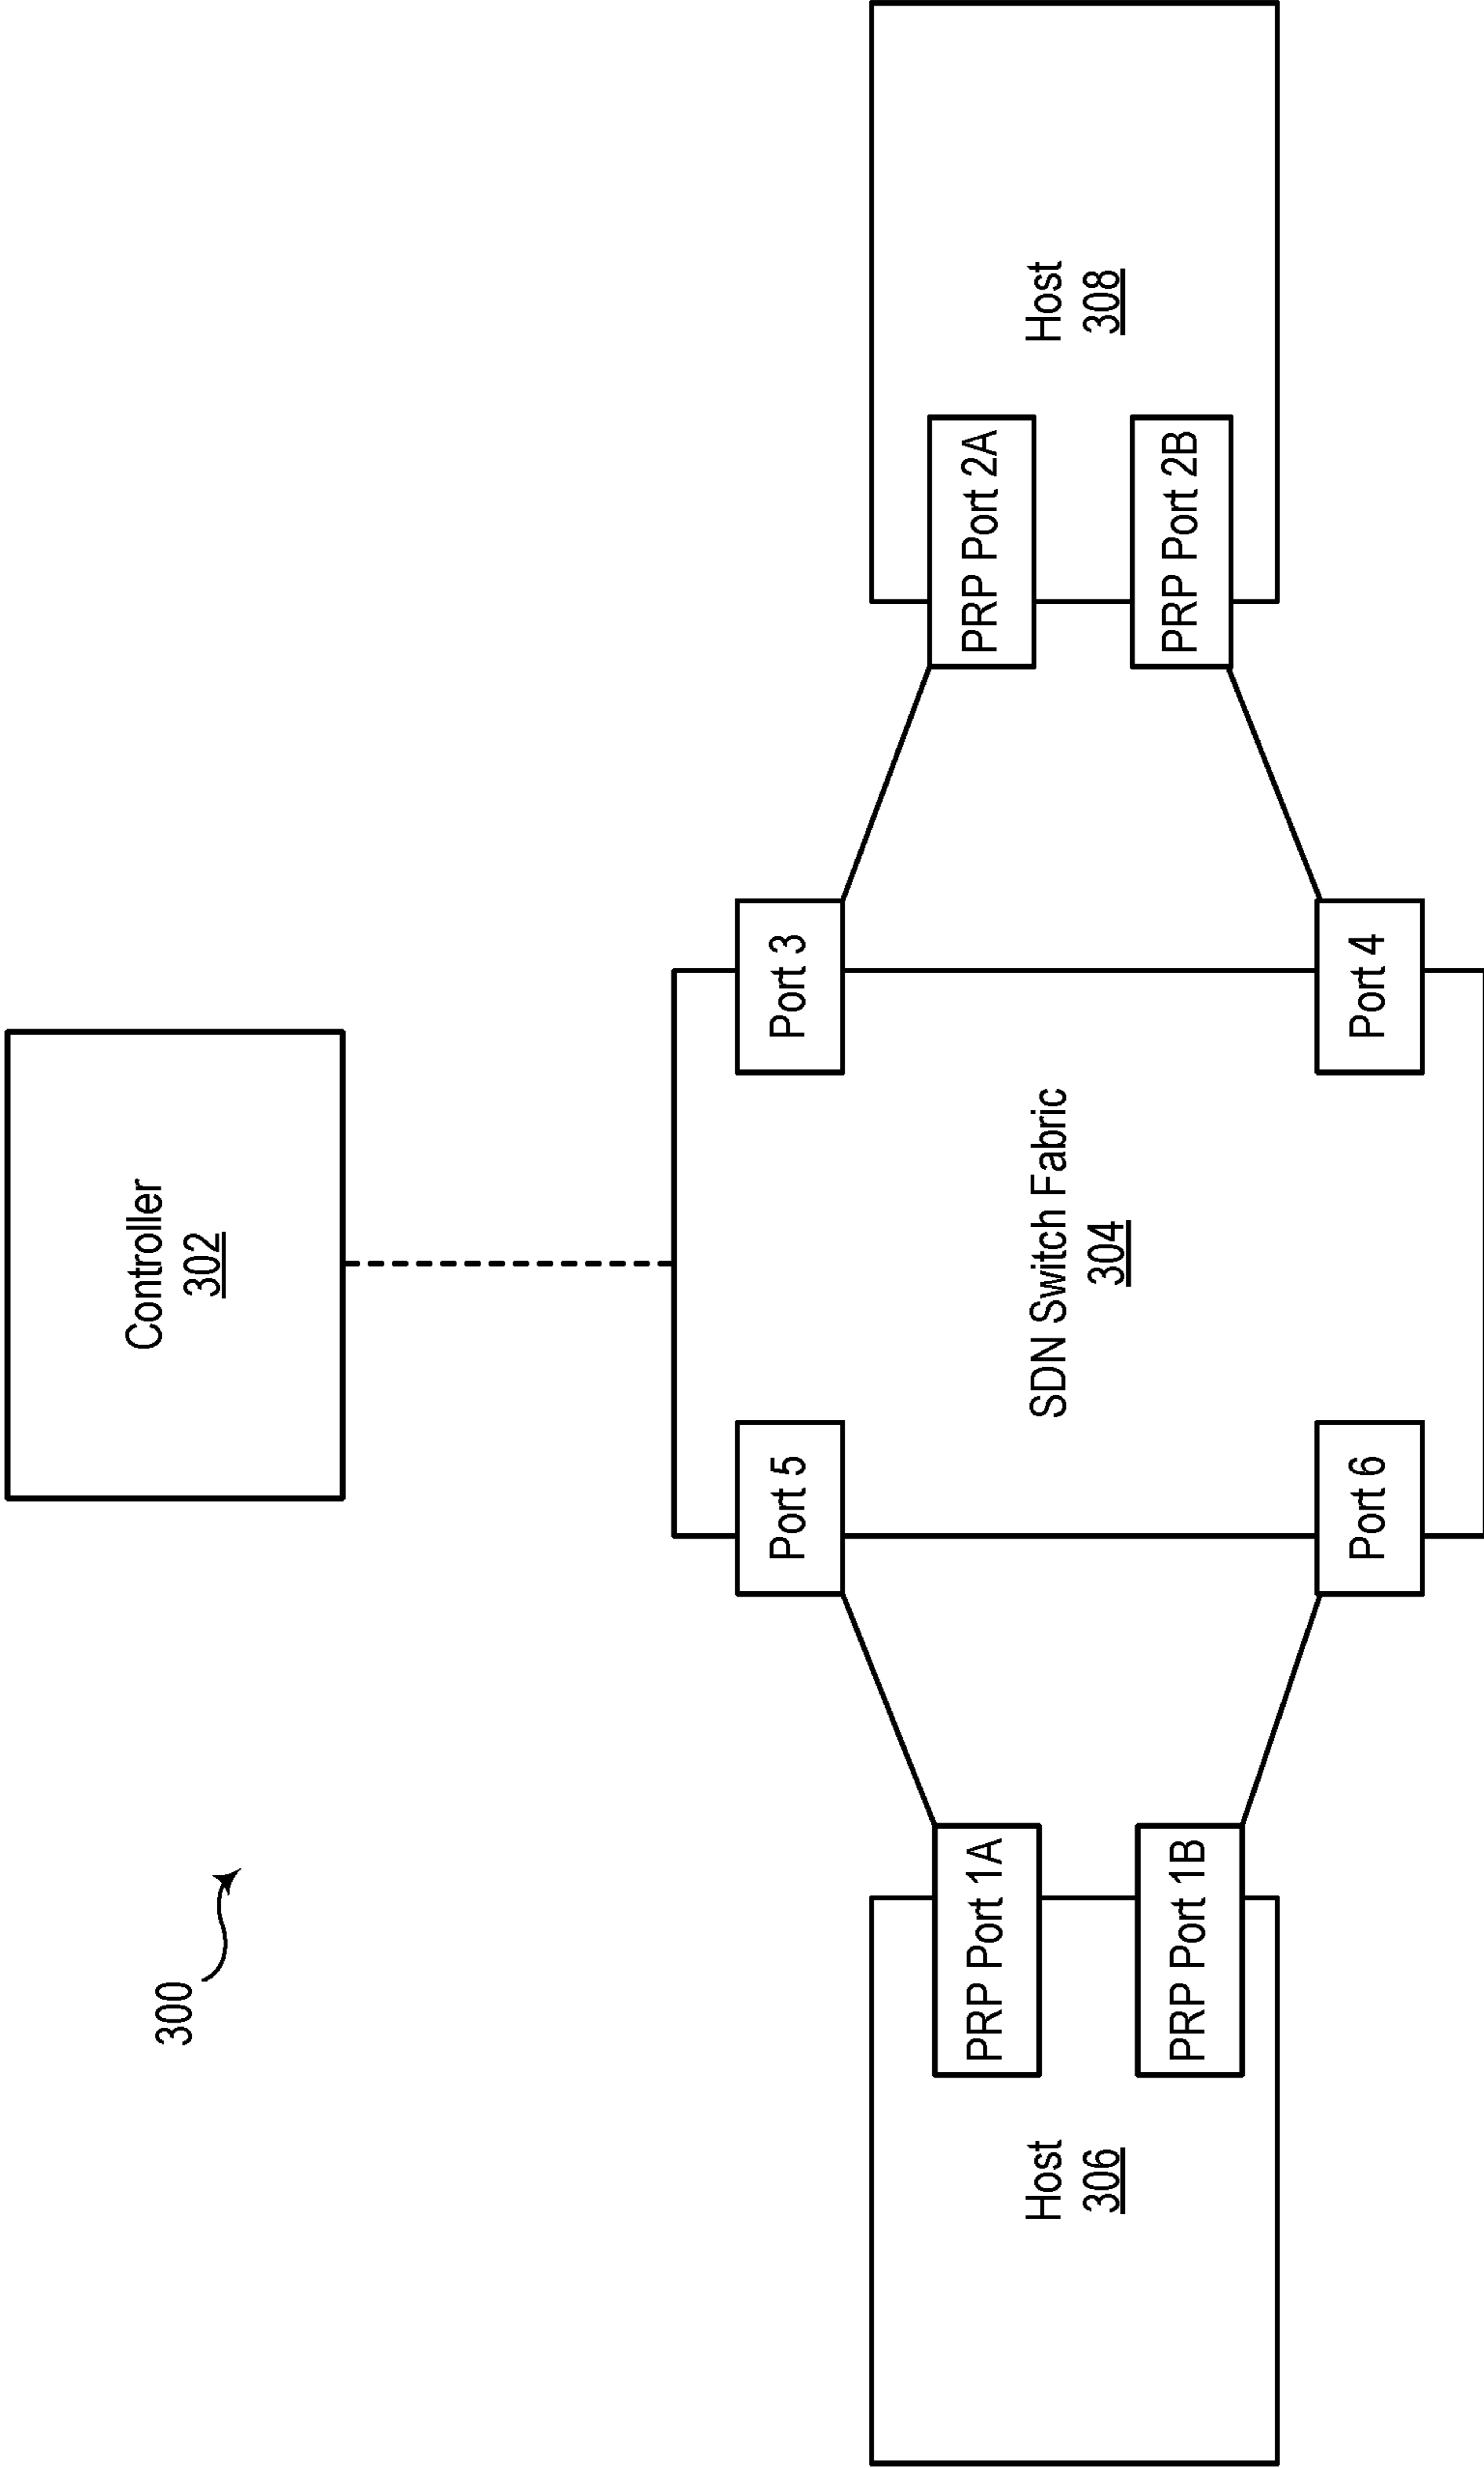 300
Controller
302
Port 5
Port 3
PRP Port 1A
PRP Port 2A
Host
306
SDN Switch Fabric
304
Host
308
PRP Port 1B
PRP Port 2B
Port 6
Port 4